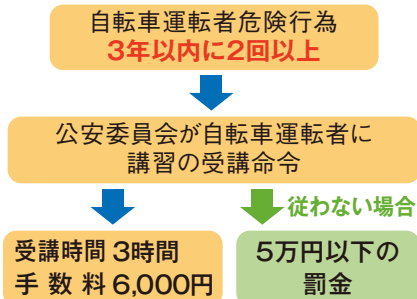 自転車運転者危険行為
3年以内に2回以上
公安委員会が自転車運転者に
講習の受講命令
従わない場合
受講時間 3時間
手数料 6,000円
5万円以下の
罰金